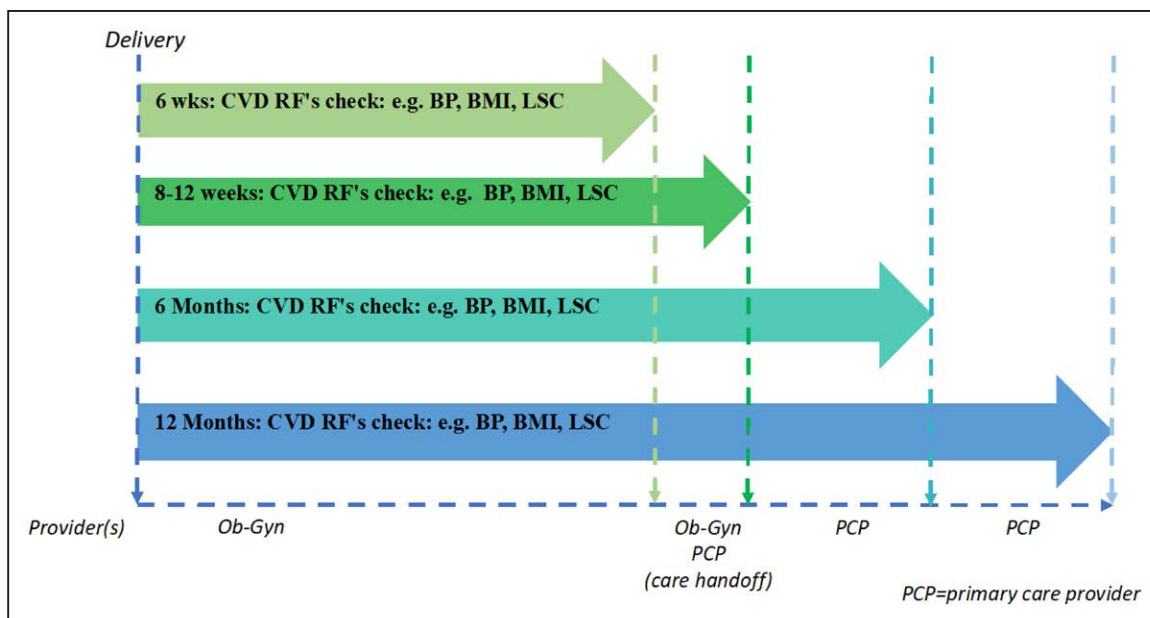 Delivery
6 wks: CVD RF's check: e.g. BP, BMI, LSC
8-12 weeks: CVD RF's check: e.g.  BP, BMI, LSC
6 Months: CVD RF's check: e.g. BP, BMI, LSC
12 Months: CVD RF's check: e.g. BP, BMI, LSC
Provider(s)
Ob-Gyn
Ob-Gyn
PCP
(care handoff)
PCP
PCP
PCP=primary care provider